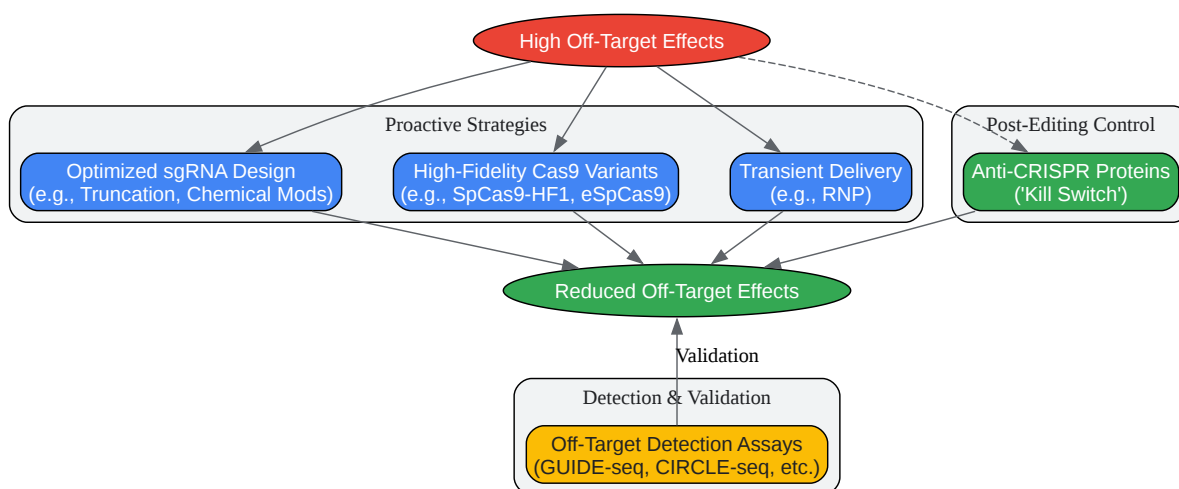 High Off-Target Effects
Proactive Strategies
Post-Editing Control
Optimized sgRNA Design
(e.g., Truncation, Chemical Mods)
High-Fidelity Cas9 Variants
(e.g., SpCas9-HF1, eSpCas9)
Transient Delivery
(e.g., RNP)
Anti-CRISPR Proteins
('Kill Switch')
Reduced Off-Target Effects
Validation
Detection & Validation
Off-Target Detection Assays
(GUIDE-seq, CIRCLE-seq, etc.)